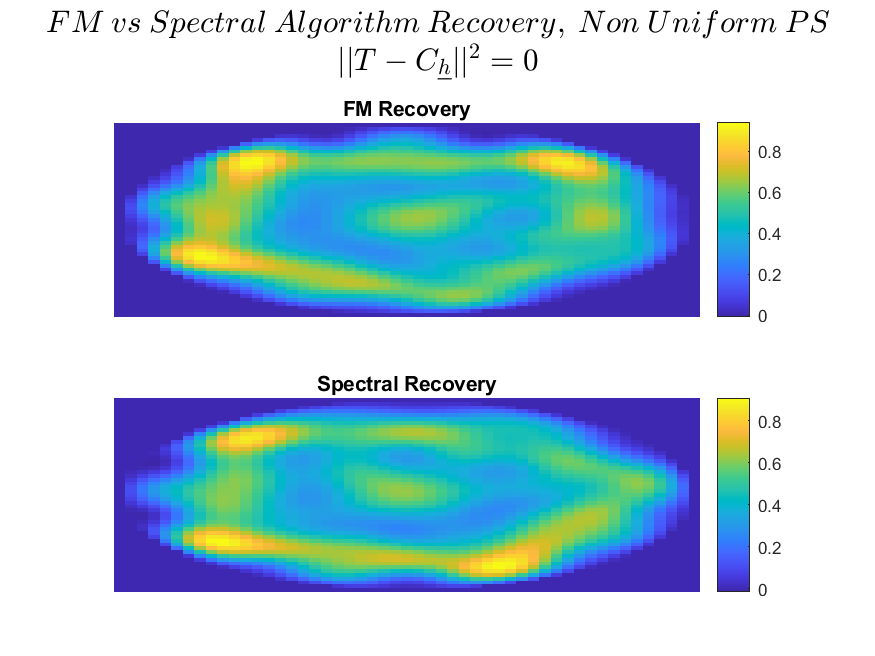 FM vs Spectral Algorithm Recovery, Non Uniform PS
||T − C_h||² = 0
FM Recovery
0.8
0.6
0.4
0.2
0
Spectral Recovery
0.8
0.6
0.4
0.2
0